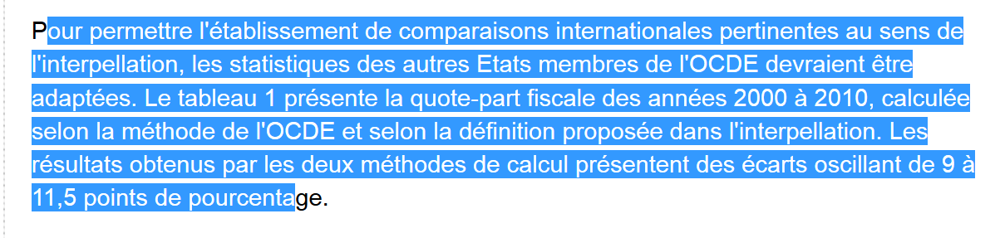 Pour permettre l'établissement de comparaisons internationales pertinentes au sens de
l'interpellation, les statistiques des autres Etats membres de l'OCDE devraient être
adaptées. Le tableau 1 présente la quote-part fiscale des années 2000 à 2010, calculée
selon la méthode de l'OCDE et selon la définition proposée dans l'interpellation. Les
résultats obtenus par les deux méthodes de calcul présentent des écarts oscillant de 9 à
11,5 points de pourcentage.